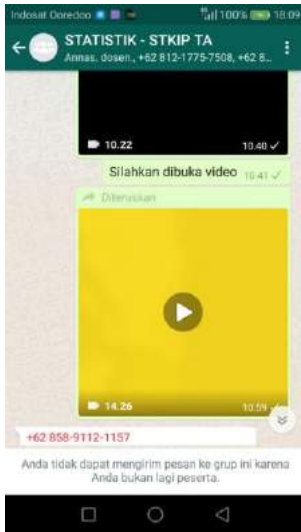 Indosat Ooredoo 100% 18.09
STATISTIK - STKIP TA
Annas. dosen., +62 812-1775-7508, +62 8...
10.22 10.40
Silahkan dibuka video 10.41
Diteruskan
14.26 10.59
+62 858-9112-1157
Anda tidak dapat mengirim pesan ke grup ini karena
Anda bukan lagi peserta.